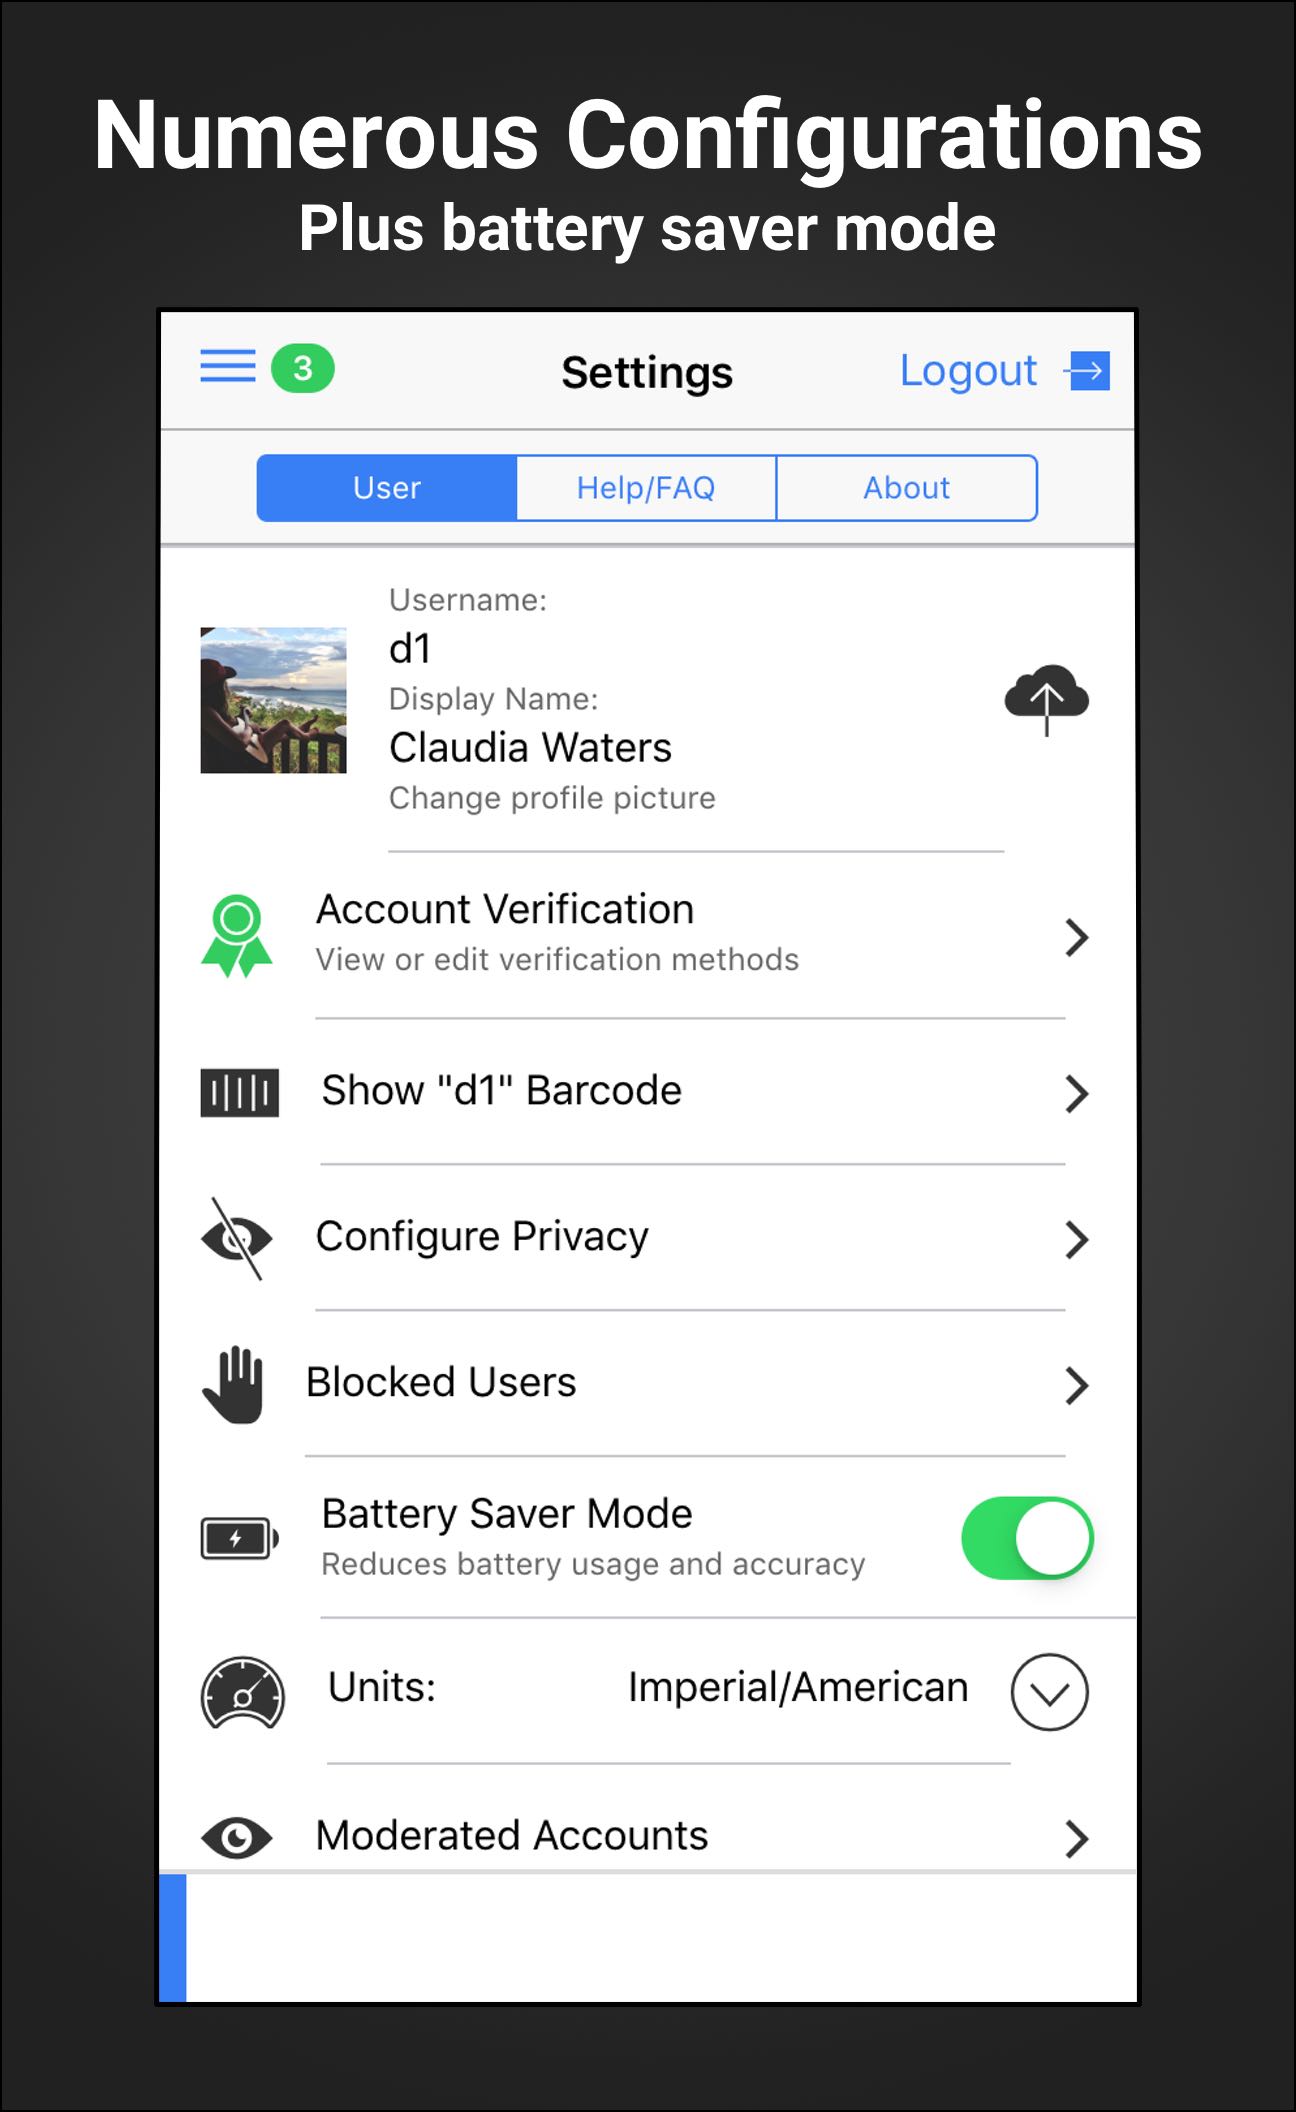 Numerous Configurations
Plus battery saver mode
3 Settings Logout
User Help/FAQ About
Username:
d1
Display Name:
Claudia Waters
Change profile picture
Account Verification
View or edit verification methods
Show "d1" Barcode
Configure Privacy
Blocked Users
Battery Saver Mode
Reduces battery usage and accuracy
Units: Imperial/American
Moderated Accounts